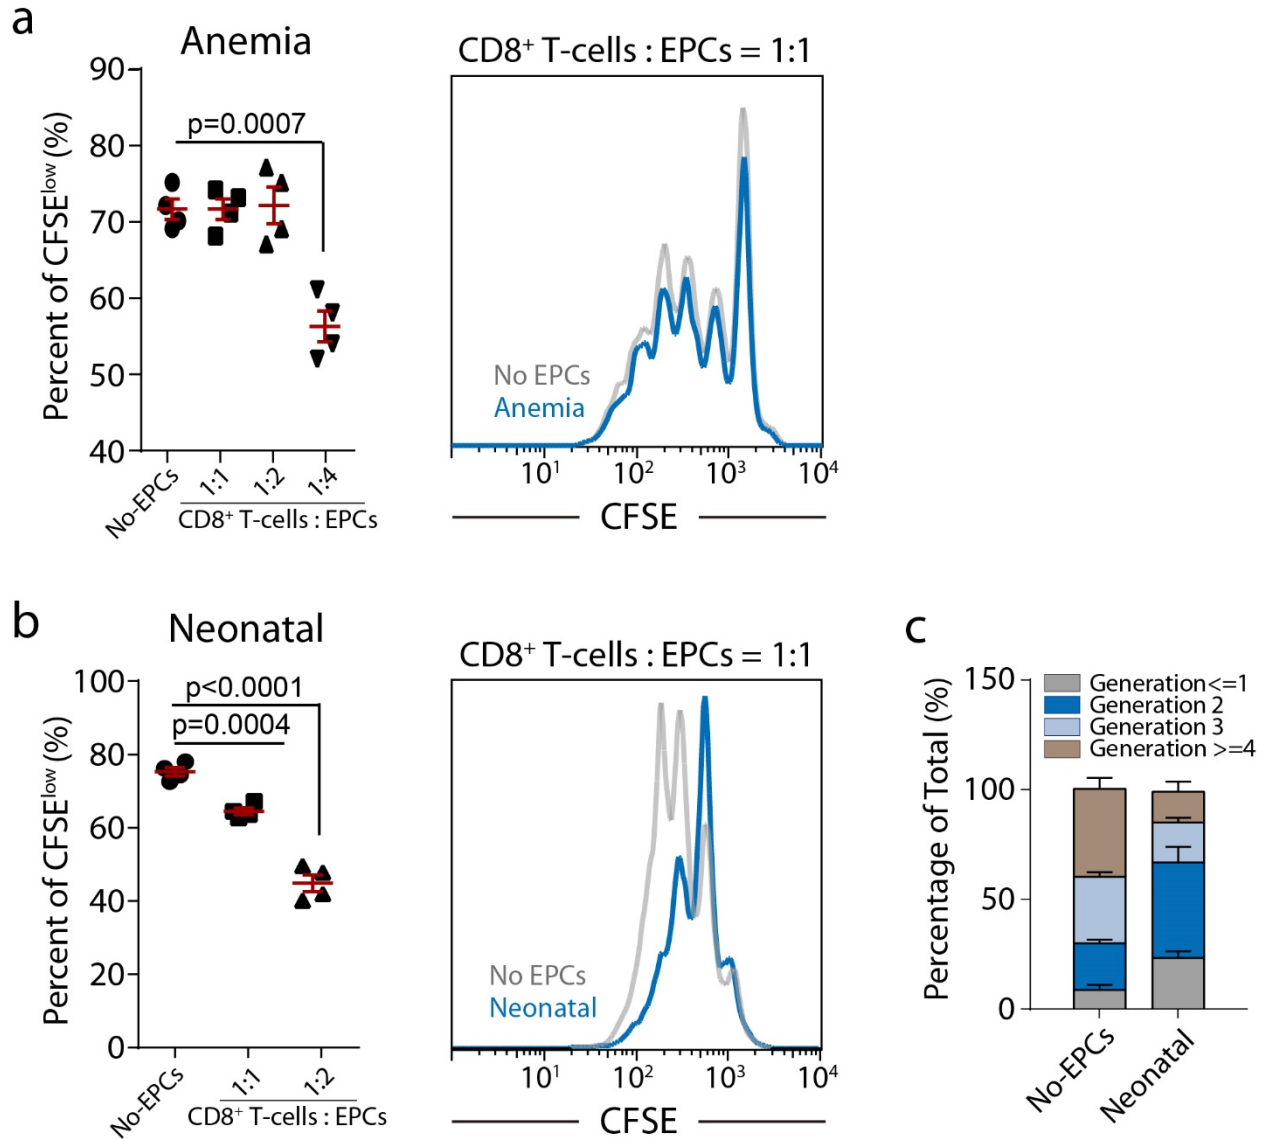 a
Anemia
Percent of CFSElow (%)
90
80
70
60
50
40
p=0.0007
No-EPCs
1:1
1:2
1:4
CD8+ T-cells : EPCs
CD8+ T-cells : EPCs = 1:1
No EPCs
Anemia
10¹ 10² 10³ 10⁴
CFSE
b
Neonatal
Percent of CFSElow (%)
100
80
60
40
20
0
p<0.0001
p=0.0004
No-EPCs
1:1
1:2
CD8+ T-cells : EPCs
CD8+ T-cells : EPCs = 1:1
No EPCs
Neonatal
10¹ 10² 10³ 10⁴
CFSE
c
Percentage of Total (%)
150
100
50
0
Generation<=1
Generation 2
Generation 3
Generation >=4
No-EPCs
Neonatal